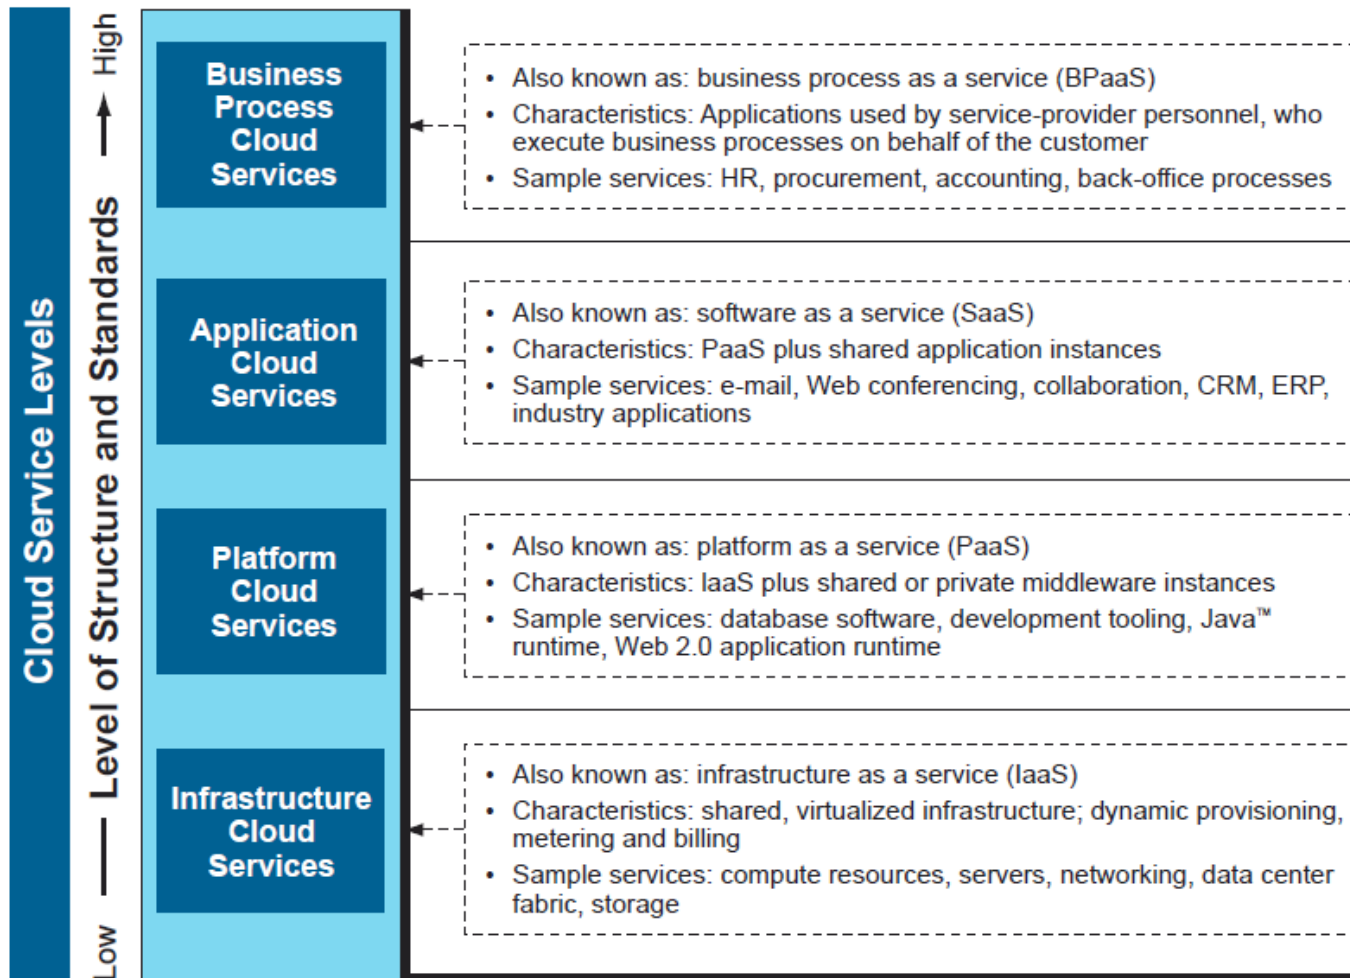 Cloud Service Levels
Low
Level of Structure and Standards
High
Business
Process
Cloud
Services
• Also known as: business process as a service (BPaaS)
• Characteristics: Applications used by service-provider personnel, who
execute business processes on behalf of the customer
• Sample services: HR, procurement, accounting, back-office processes
Application
Cloud
Services
• Also known as: software as a service (SaaS)
• Characteristics: PaaS plus shared application instances
• Sample services: e-mail, Web conferencing, collaboration, CRM, ERP,
industry applications
Platform
Cloud
Services
• Also known as: platform as a service (PaaS)
• Characteristics: IaaS plus shared or private middleware instances
• Sample services: database software, development tooling, Java™
runtime, Web 2.0 application runtime
Infrastructure
Cloud
Services
• Also known as: infrastructure as a service (IaaS)
• Characteristics: shared, virtualized infrastructure; dynamic provisioning,
metering and billing
• Sample services: compute resources, servers, networking, data center
fabric, storage